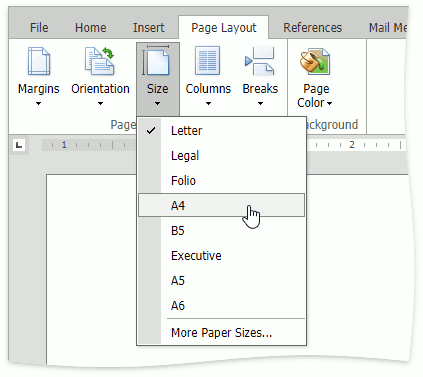 File Home Insert Page Layout References Mail Me
Margins Orientation Size Columns Breaks Page Color
Page ackground
L 1 2
Letter
Legal
Folio
A4
B5
Executive
A5
A6
More Paper Sizes...